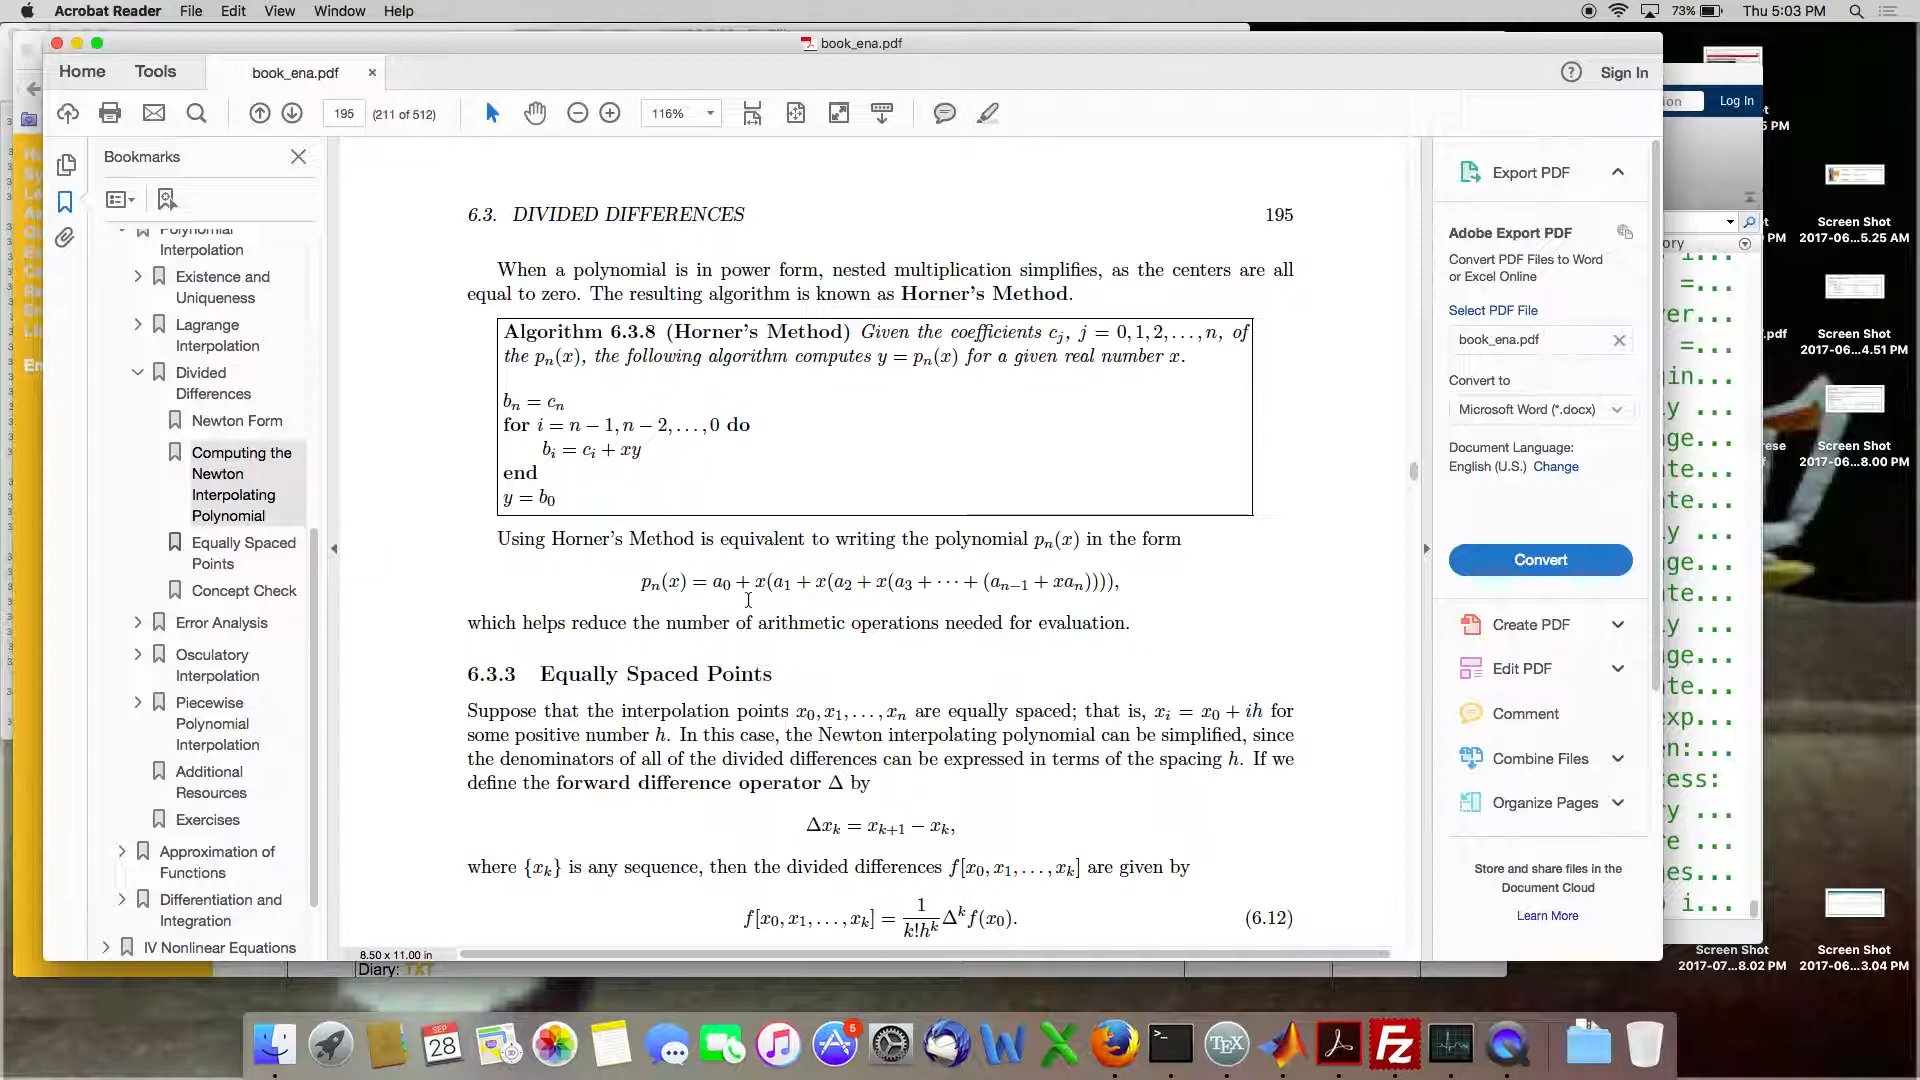 Acrobat Reader File Edit View Window Help
73% Thu 5:03 PM
book_ena.pdf
Home Tools book_ena.pdf × Sign In
195 (211 of 512) 116%
Bookmarks
Polynomial
Interpolation
Existence and
Uniqueness
Lagrange
Interpolation
Divided
Differences
Newton Form
Computing the
Newton
Interpolating
Polynomial
Equally Spaced
Points
Concept Check
Error Analysis
Osculatory
Interpolation
Piecewise
Polynomial
Interpolation
Additional
Resources
Exercises
Approximation of
Functions
Differentiation and
Integration
IV Nonlinear Equations
6.3. DIVIDED DIFFERENCES 195
When a polynomial is in power form, nested multiplication simplifies, as the centers are all
equal to zero. The resulting algorithm is known as Horner's Method.
Algorithm 6.3.8 (Horner's Method) Given the coefficients c_j, j = 0, 1, 2, . . . , n, of
the p_n(x), the following algorithm computes y = p_n(x) for a given real number x.
b_n = c_n
for i = n − 1, n − 2, . . . , 0 do
b_i = c_i + xy
end
y = b_0
Using Horner's Method is equivalent to writing the polynomial p_n(x) in the form
p_n(x) = a_0 + x(a_1 + x(a_2 + x(a_3 + · · · + (a_{n−1} + xa_n)))),
which helps reduce the number of arithmetic operations needed for evaluation.
6.3.3 Equally Spaced Points
Suppose that the interpolation points x_0, x_1, . . . , x_n are equally spaced; that is, x_i = x_0 + ih for
some positive number h. In this case, the Newton interpolating polynomial can be simplified, since
the denominators of all of the divided differences can be expressed in terms of the spacing h. If we
define the forward difference operator Δ by
Δx_k = x_{k+1} − x_k,
where {x_k} is any sequence, then the divided differences f[x_0, x_1, . . . , x_k] are given by
f[x_0, x_1, . . . , x_k] = 1/(k!h^k) Δ^k f(x_0). (6.12)
8.50 x 11.00 in
Diary: TXT
Export PDF
Adobe Export PDF
Convert PDF Files to Word
or Excel Online
Select PDF File
book_ena.pdf
Convert to
Microsoft Word (*.docx)
Document Language:
English (U.S.) Change
Convert
Create PDF
Edit PDF
Comment
Combine Files
Organize Pages
Store and share files in the
Document Cloud
Learn More
Log In
Screen Shot
2017-06...5.25 AM
Screen Shot
2017-06...4.51 PM
Screen Shot
2017-06...8.00 PM
Screen Shot
2017-07...8.02 PM
Screen Shot
2017-06...3.04 PM
SEP
28
5
TEX